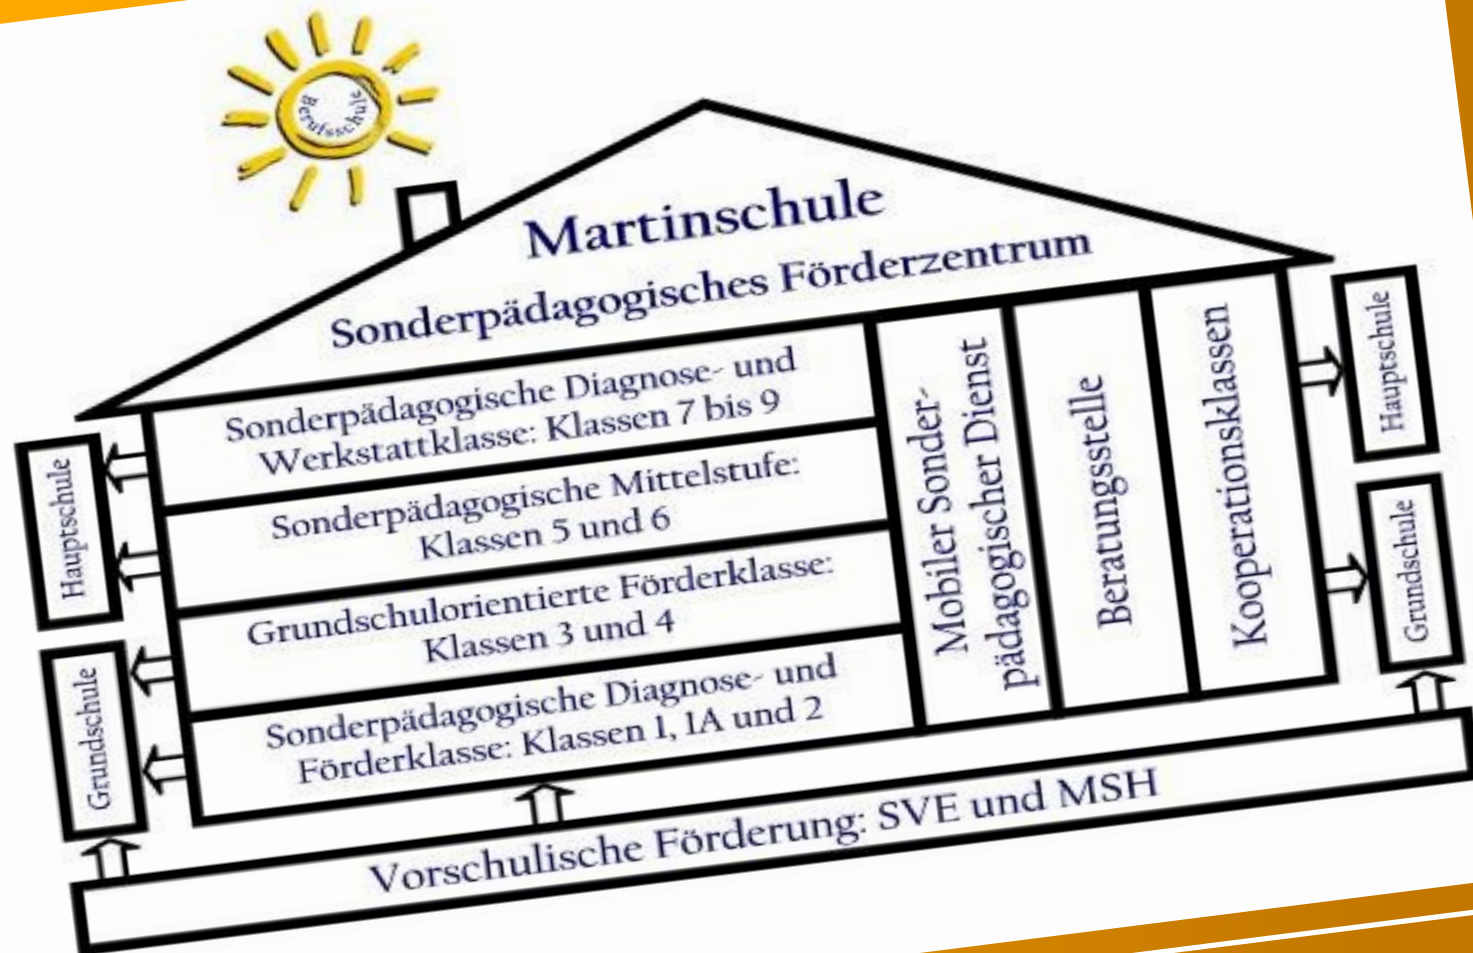 Berufsschule
Martinschule
Sonderpädagogisches Förderzentrum
Sonderpädagogische Diagnose- und
Werkstattklasse: Klassen 7 bis 9
Sonderpädagogische Mittelstufe:
Klassen 5 und 6
Grundschulorientierte Förderklasse:
Klassen 3 und 4
Sonderpädagogische Diagnose- und
Förderklasse: Klassen 1, 1A und 2
Mobiler Sonder-
pädagogischer Dienst
Beratungsstelle
Kooperationsklassen
Hauptschule
Grundschule
Hauptschule
Grundschule
Vorschulische Förderung: SVE und MSH